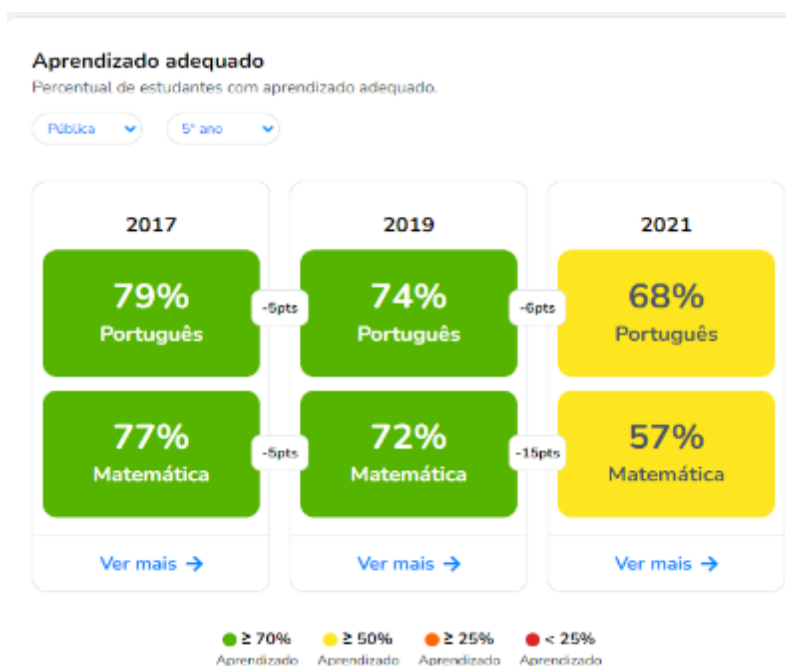 Aprendizado adequado
Percentual de estudantes com aprendizado adequado.
Pública 5° ano
2017 2019 2021
79% -5pts 74% -6pts 68%
Português Português Português
77% -5pts 72% -15pts 57%
Matemática Matemática Matemática
Ver mais → Ver mais → Ver mais →
≥ 70% ≥ 50% ≥ 25% < 25%
Aprendizado Aprendizado Aprendizado Aprendizado